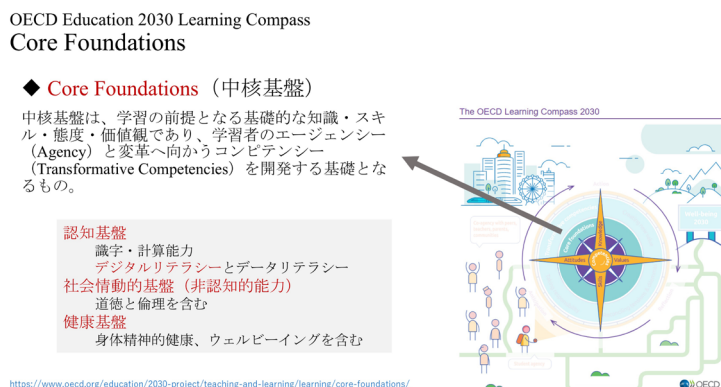 OECD Education 2030 Learning Compass
Core Foundations
◆ Core Foundations（中核基盤）
中核基盤は、学習の前提となる基礎的な知識・スキ
ル・態度・価値観であり、学習者のエージェンシー
（Agency）と変革へ向かうコンピテンシー
（Transformative Competencies）を開発する基礎とな
るもの。
認知基盤
識字・計算能力
デジタルリテラシーとデータリテラシー
社会情動的基盤（非認知的能力）
道徳と倫理を含む
健康基盤
身体精神的健康、ウェルビーイングを含む
https://www.oecd.org/education/2030-project/teaching-and-learning/learning/core-foundations/
The OECD Learning Compass 2030
Core Foundations
Knowledge
Attitudes
Values
Skills
Well-Being
2030
OECD